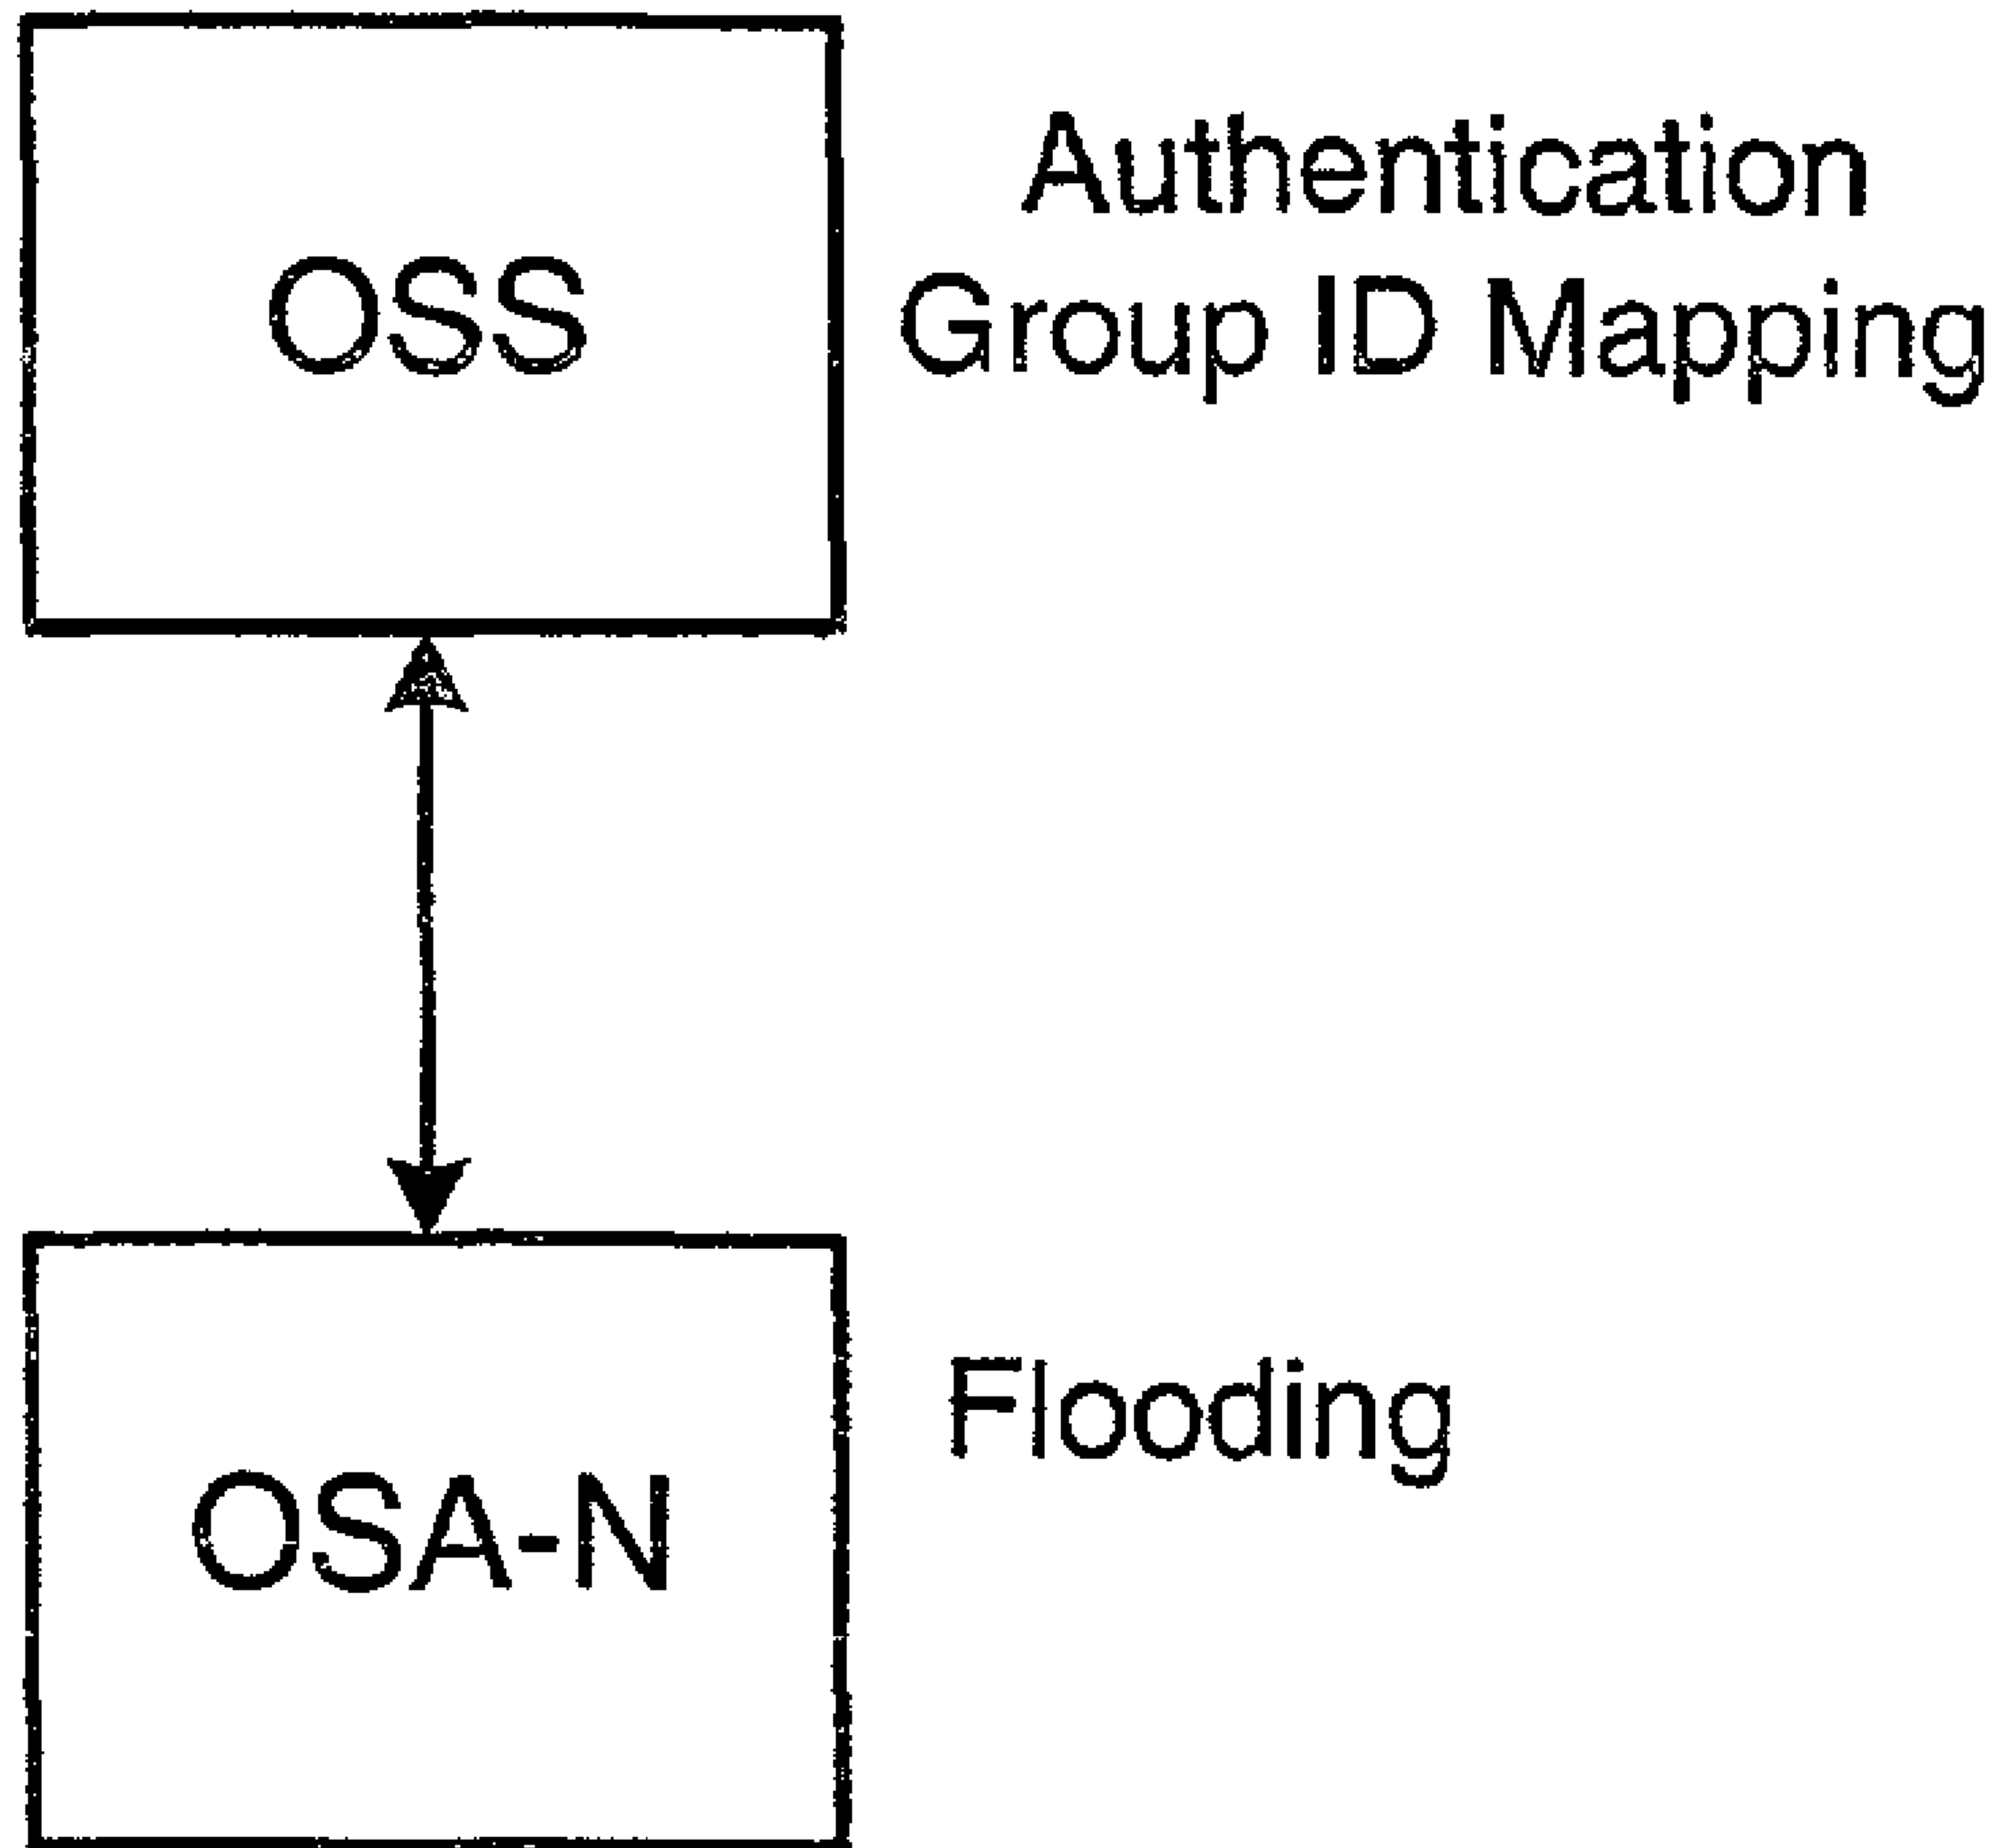 Authentication
Group ID Mapping
OSS
Flooding
OSA-N